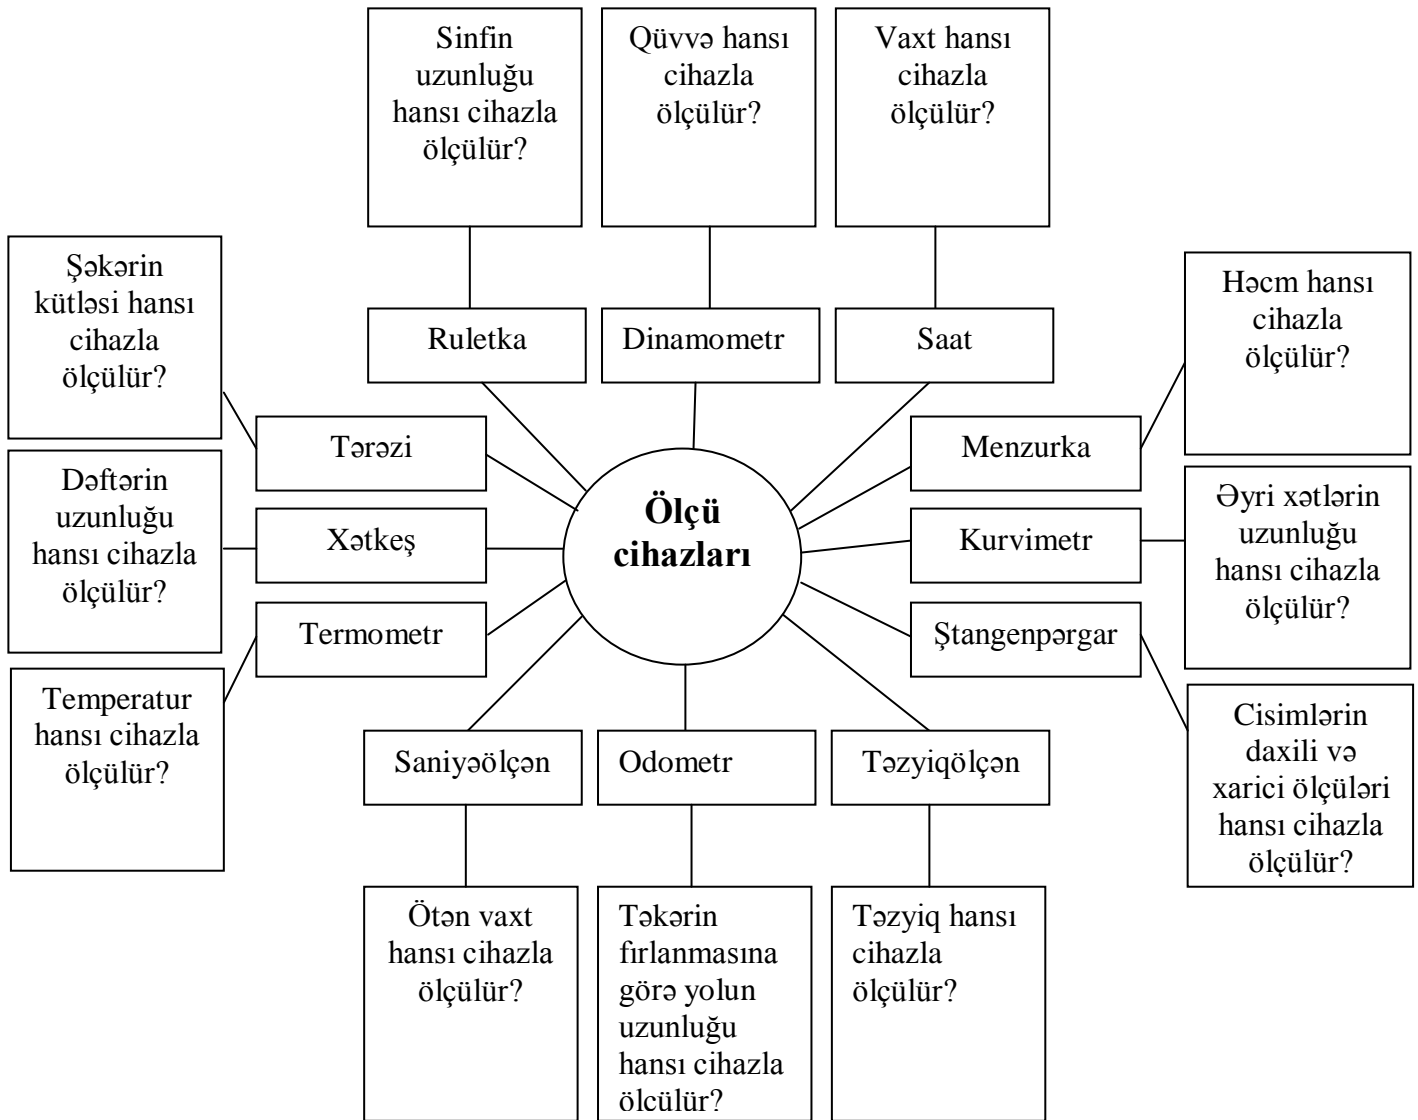 Sinfin
uzunluğu
hansı cihazla
ölçülür?
Qüvvə hansı
cihazla
ölçülür?
Vaxt hansı
cihazla
ölçülür?
Şəkərin
kütləsi hansı
cihazla
ölçülür?
Həcm hansı
cihazla
ölçülür?
Ruletka
Dinamometr
Saat
Tərəzi
Menzurka
Dəftərin
uzunluğu
hansı cihazla
ölçülür?
Ölçü
cihazları
Əyri xətlərin
uzunluğu
hansı cihazla
ölçülür?
Xətkeş
Kurvimetr
Termometr
Ştangenpərgar
Temperatur
hansı cihazla
ölçülür?
Cisimlərin
daxili və
xarici ölçüləri
hansı cihazla
ölçülür?
Saniyəölçən
Odometr
Təzyiqölçən
Ötən vaxt
hansı cihazla
ölçülür?
Təkərin
fırlanmasına
görə yolun
uzunluğu
hansı cihazla
ölçülür?
Təzyiq hansı
cihazla
ölçülür?